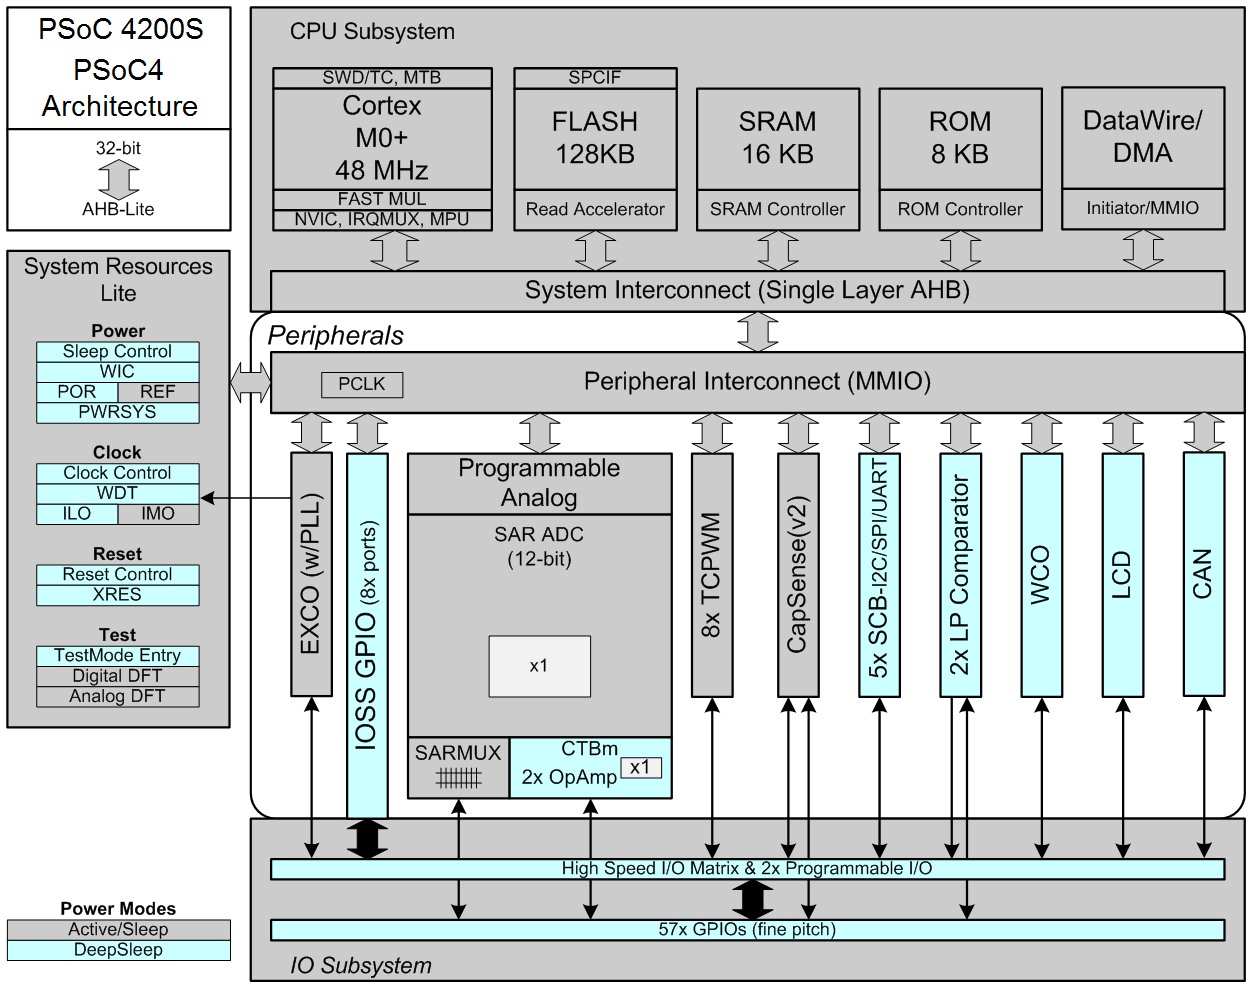 PSoC 4200S
PSoC4
Architecture
32-bit
AHB-Lite
CPU Subsystem
SWD/TC, MTB
Cortex
M0+
48 MHz
FAST MUL
NVIC, IRQMUX, MPU
SPCIF
FLASH
128KB
Read Accelerator
SRAM
16 KB
SRAM Controller
ROM
8 KB
ROM Controller
DataWire/
DMA
Initiator/MMIO
System Interconnect (Single Layer AHB)
System Resources
Lite
Power
Sleep Control
WIC
POR REF
PWRSYS
Clock
Clock Control
WDT
ILO IMO
Reset
Reset Control
XRES
Test
TestMode Entry
Digital DFT
Analog DFT
Peripherals
PCLK
Peripheral Interconnect (MMIO)
EXCO (w/PLL)
IOSS GPIO (8x ports)
Programmable
Analog
SAR ADC
(12-bit)
x1
SARMUX
CTBm
2x OpAmp
x1
8x TCPWM
CapSense(v2)
5x SCB-I2C/SPI/UART
2x LP Comparator
WCO
LCD
CAN
High Speed I/O Matrix & 2x Programmable I/O
57x GPIOs (fine pitch)
IO Subsystem
Power Modes
Active/Sleep
DeepSleep